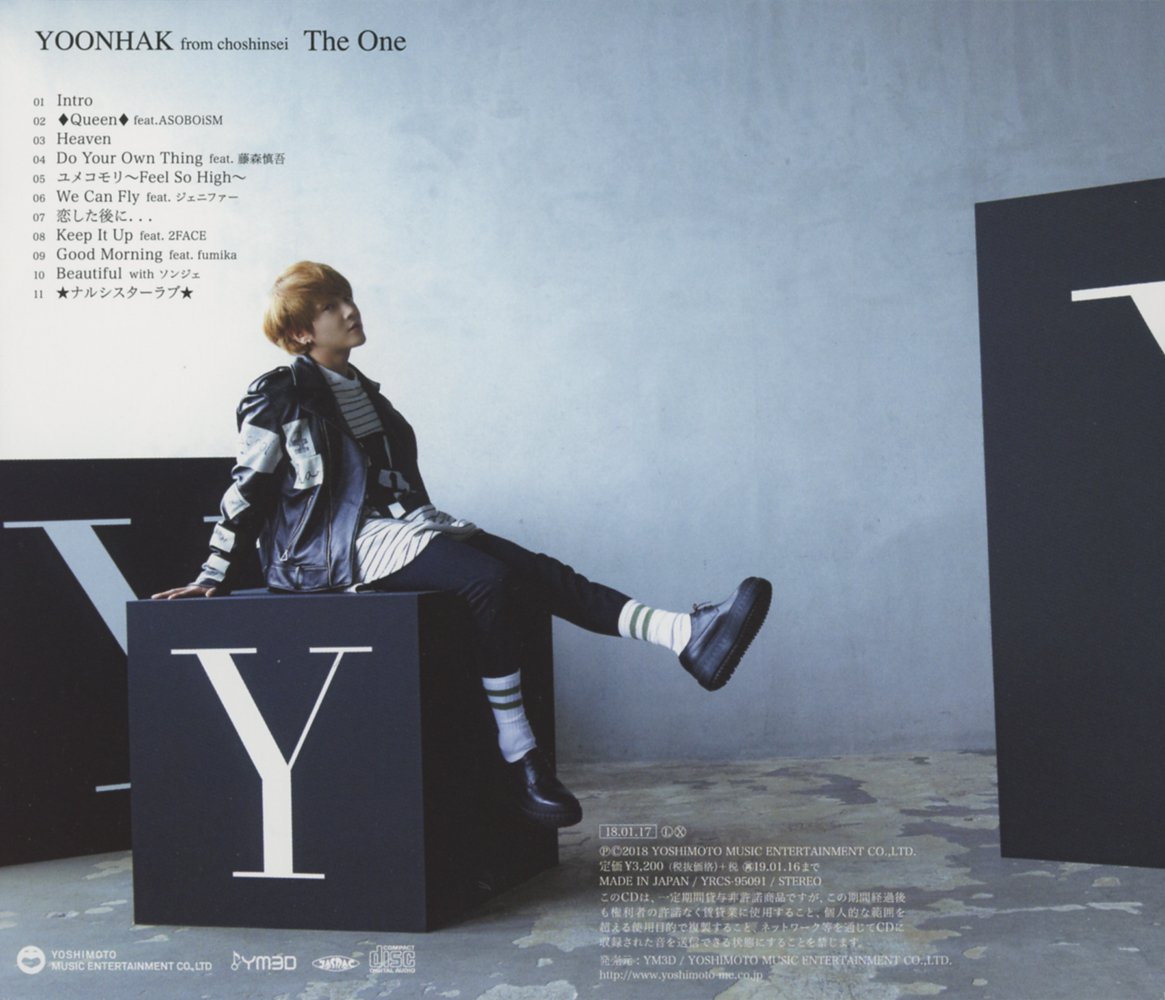 YOONHAK from choshinsei The One
01 Intro
02 ♦Queen♦ feat.ASOBOiSM
03 Heaven
04 Do Your Own Thing feat. 藤森慎吾
05 ユメコモリ〜Feel So High〜
06 We Can Fly feat. ジェニファー
07 恋した後に...
08 Keep It Up feat. 2FACE
09 Good Morning feat. fumika
10 Beautiful with ソンジェ
11 ★ナルシスターラブ★
Y
Y
Y
18.01.17 Ⓛ Ⓧ
ⓅⒸ2018 YOSHIMOTO MUSIC ENTERTAINMENT CO.,LTD.
定価¥3,200 (税抜価格)+税 ㊢19.01.16まで
MADE IN JAPAN / YRCS-95091 / STEREO
このCDは、一定期間貸与非許諾商品ですが、この期間経過後
も権利者の許諾なく賃貸業に使用すること、個人的な範囲を
超える使用目的で複製すること、ネットワーク等を通じてCDに
収録された音を送信できる状態にすることを禁じます。
発売元:YM3D / YOSHIMOTO MUSIC ENTERTAINMENT CO.,LTD.
http://www.yoshimoto-me.co.jp
YOSHIMOTO
MUSIC ENTERTAINMENT CO.,LTD
YM3D
JASRAC
COMPACT
disc
DIGITAL AUDIO